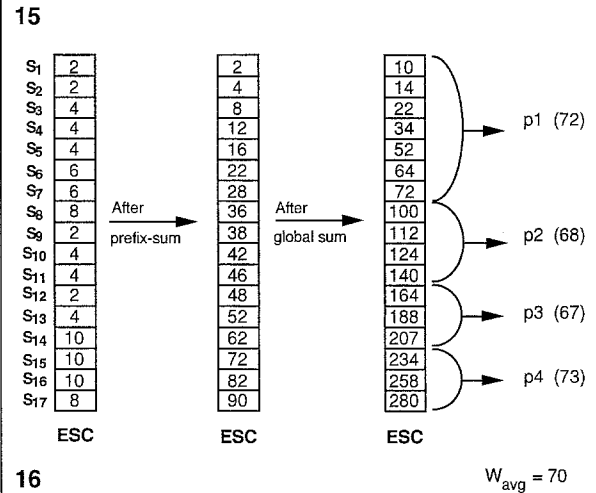 15
S1 2 2 10
S2 2 4 14
S3 4 8 22
S4 4 12 34
p1 (72)
S5 4 16 52
S6 6 22 64
S7 6 28 72
S8 8 After 36 After 100
S9 2 prefix-sum 38 global sum 112
p2 (68)
S10 4 42 124
S11 4 46 140
S12 2 48 164
S13 4 52 188 p3 (67)
S14 10 62 207
S15 10 72 234
S16 10 82 258 p4 (73)
S17 8 90 280
ESC ESC ESC
16
Wavg = 70